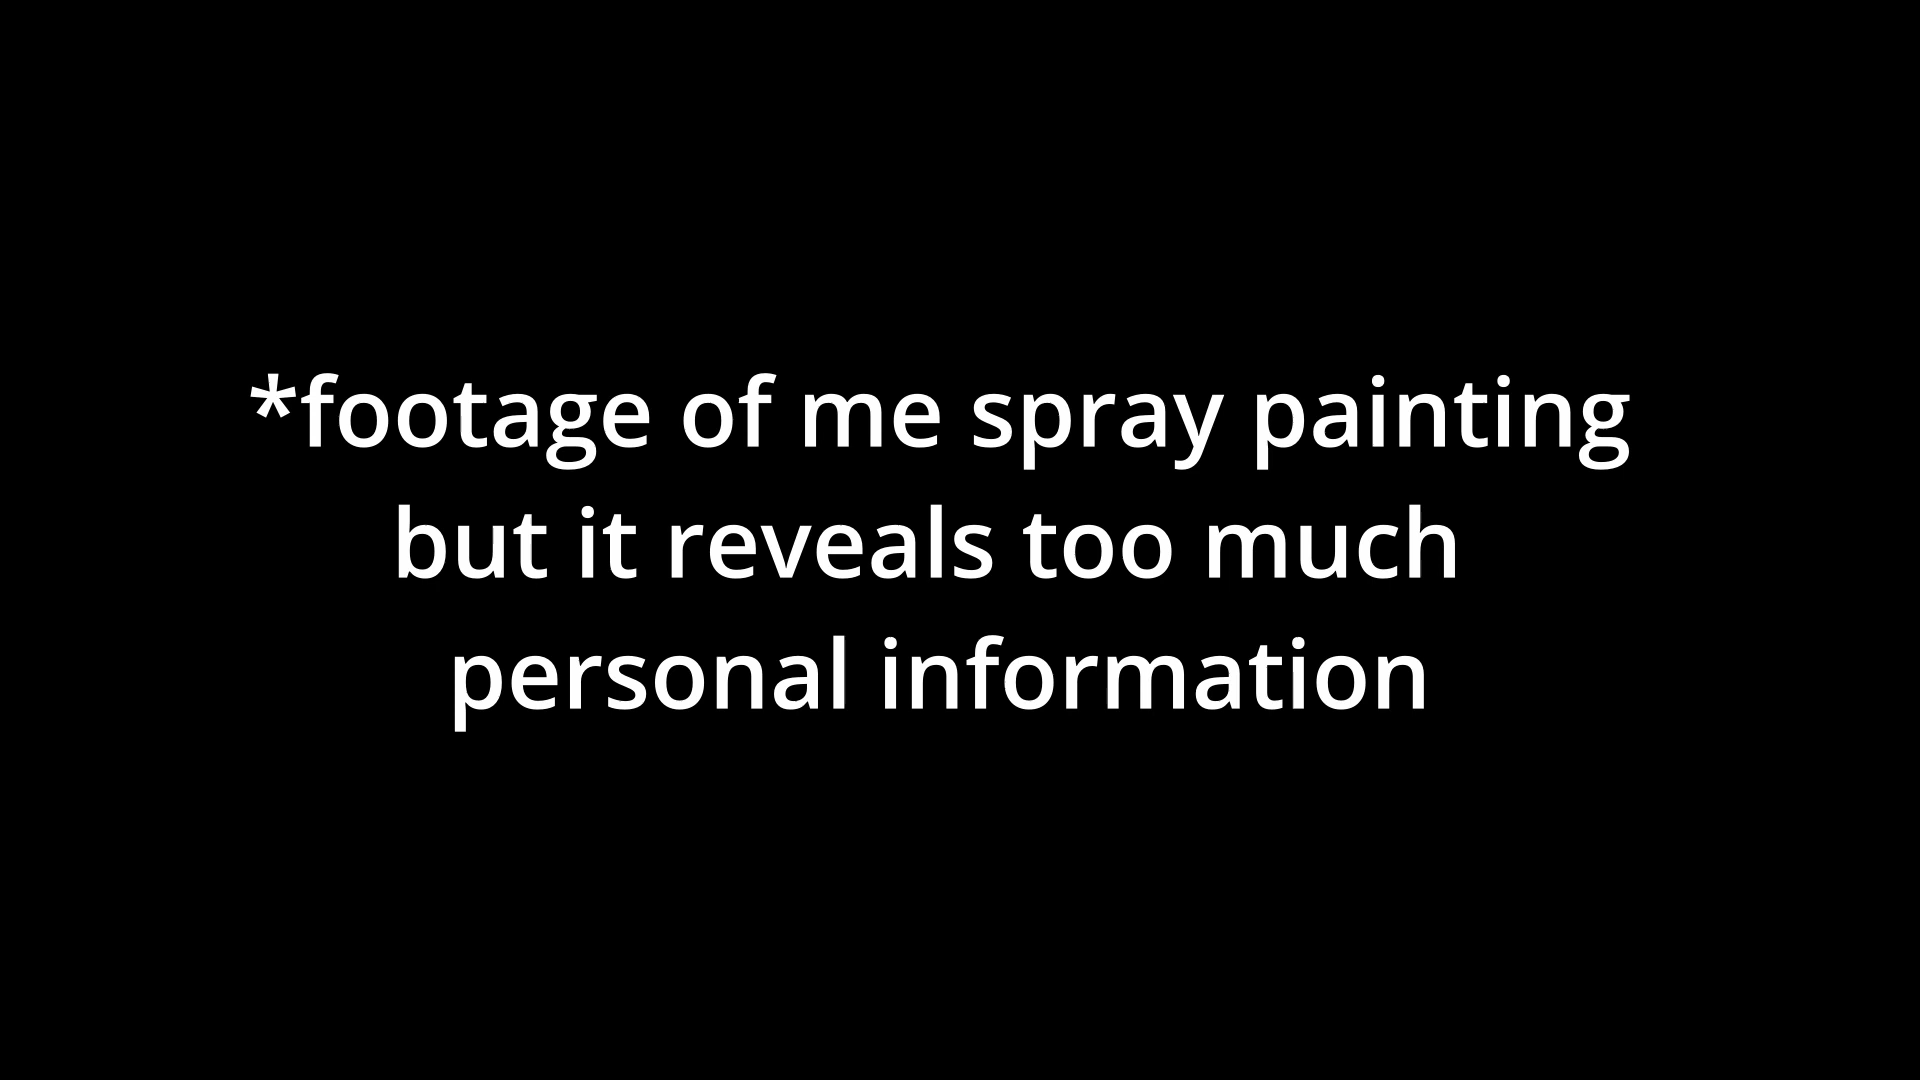 *footage of me spray painting
but it reveals too much
personal information